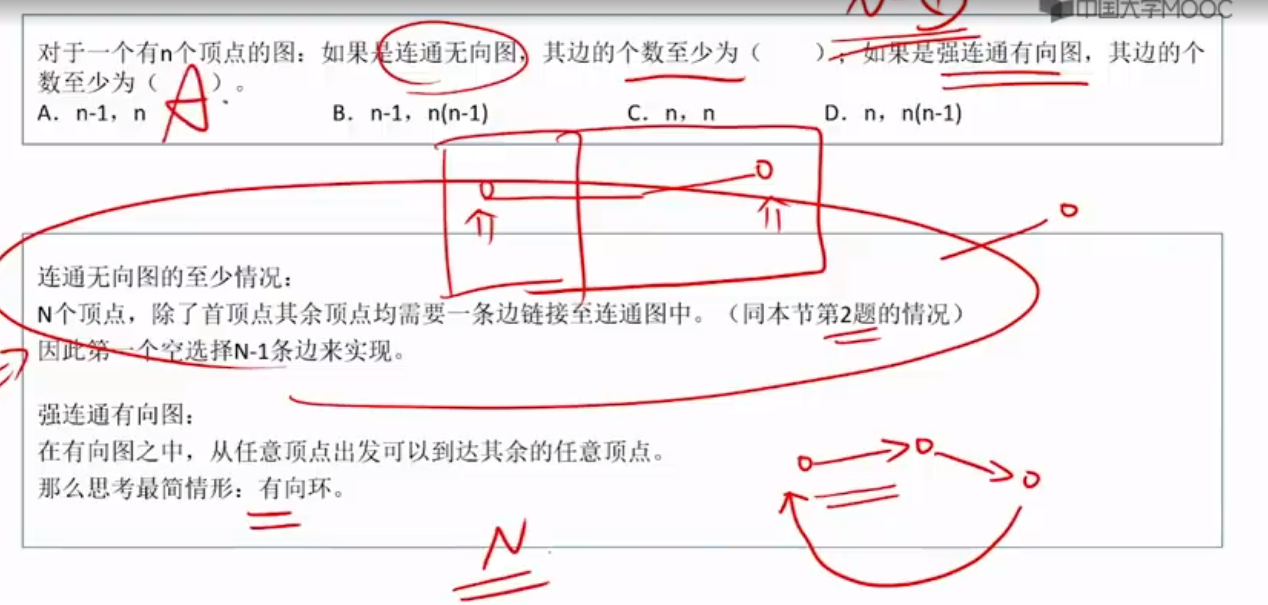 N-1
中国大学MOOC
对于一个有n个顶点的图：如果是连通无向图，其边的个数至少为（ ）；如果是强连通有向图，其边的个
数至少为（ A ）。
A. n-1，n B. n-1，n(n-1) C. n，n D. n，n(n-1)
连通无向图的至少情况：
N个顶点，除了首顶点其余顶点均需要一条边链接至连通图中。（同本节第2题的情况）
因此第一个空选择N-1条边来实现。
强连通有向图：
在有向图之中，从任意顶点出发可以到达其余的任意顶点。
那么思考最简情形：有向环。
N